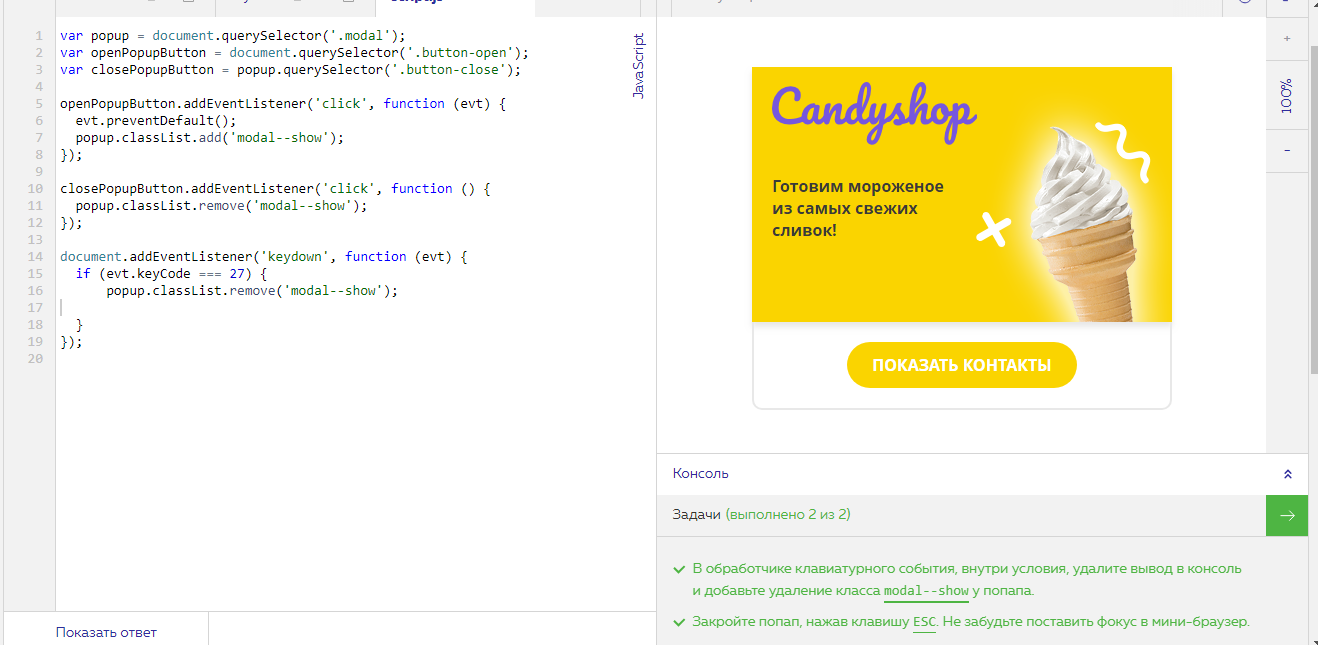 1 var popup = document.querySelector('.modal');
2 var openPopupButton = document.querySelector('.button-open');
3 var closePopupButton = popup.querySelector('.button-close');
4
5 openPopupButton.addEventListener('click', function (evt) {
6   evt.preventDefault();
7   popup.classList.add('modal--show');
8 });
9
10 closePopupButton.addEventListener('click', function () {
11   popup.classList.remove('modal--show');
12 });
13
14 document.addEventListener('keydown', function (evt) {
15   if (evt.keyCode === 27) {
16       popup.classList.remove('modal--show');
17
18   }
19 });
20
JavaScript
Показать ответ
Candyshop
Готовим мороженое
из самых свежих
сливок!
ПОКАЗАТЬ КОНТАКТЫ
+
100%
-
Консоль
Задачи (выполнено 2 из 2)
В обработчике клавиатурного события, внутри условия, удалите вывод в консоль
и добавьте удаление класса modal--show у попапа.
Закройте попап, нажав клавишу ESC. Не забудьте поставить фокус в мини-браузер.